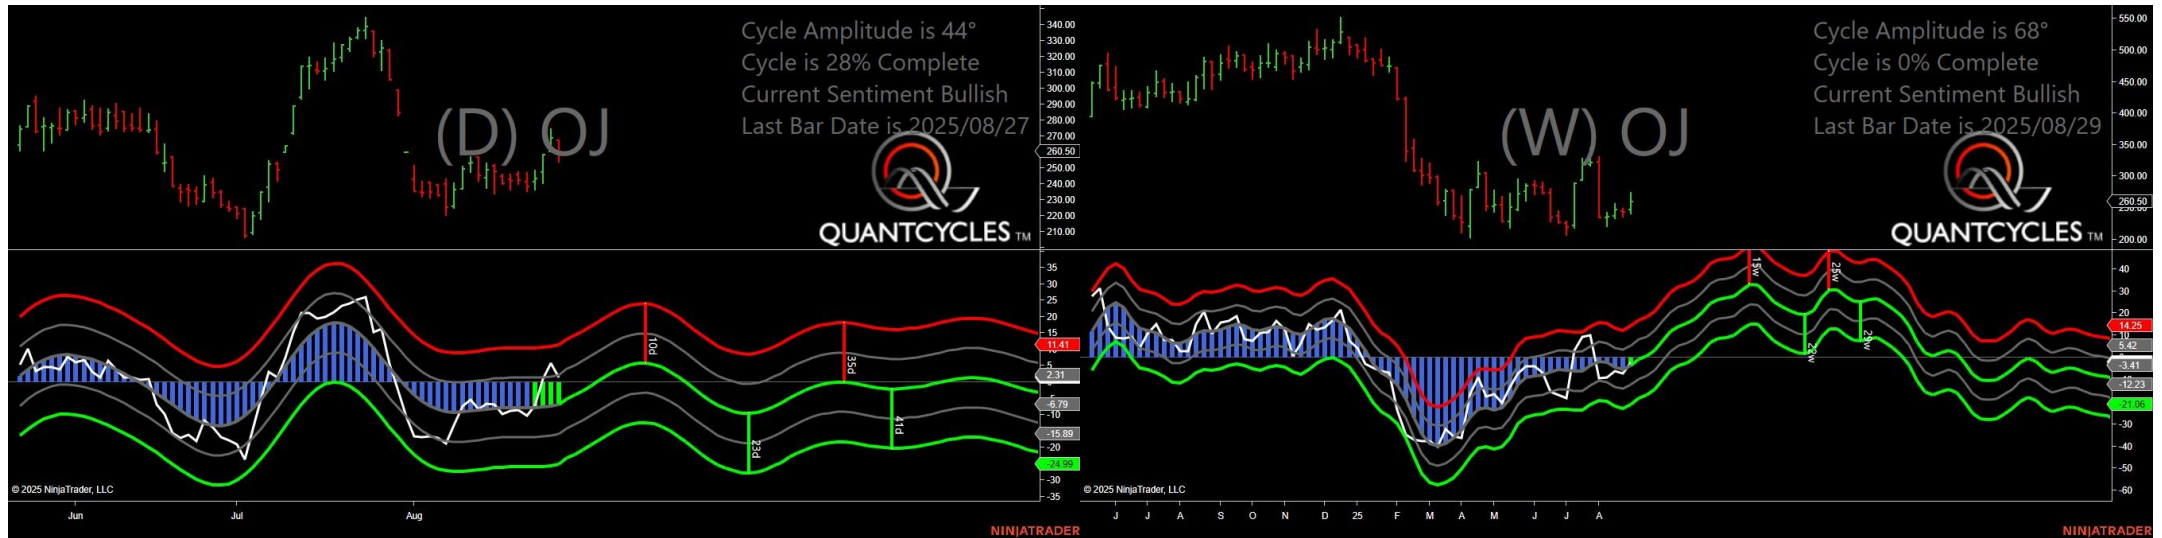 Cycle Amplitude is 44°
Cycle is 28% Complete
Current Sentiment Bullish
Last Bar Date is 2025/08/27
(D) OJ
QUANTCYCLES TM
340.00
330.00
320.00
310.00
300.00
290.00
280.00
270.00
260.50
250.00
240.00
230.00
220.00
210.00
35
30
25
20
15
11.41
2.31
-6.79
-10
-15.89
-20
-24.99
-30
-35
10d
23d
35d
41d
© 2025 NinjaTrader, LLC
Jun
Jul
Aug
NINJATRADER
Cycle Amplitude is 68°
Cycle is 0% Complete
Current Sentiment Bullish
Last Bar Date is 2025/08/29
(W) OJ
QUANTCYCLES TM
550.00
500.00
450.00
400.00
350.00
300.00
260.50
200.00
40
30
20
14.25
10
5.42
-3.41
-12.23
-21.06
-30
-40
-50
-60
15w
22w
25w
29w
© 2025 NinjaTrader, LLC
J
J
A
S
O
N
D
25
F
M
A
M
J
J
A
NINJATRADER